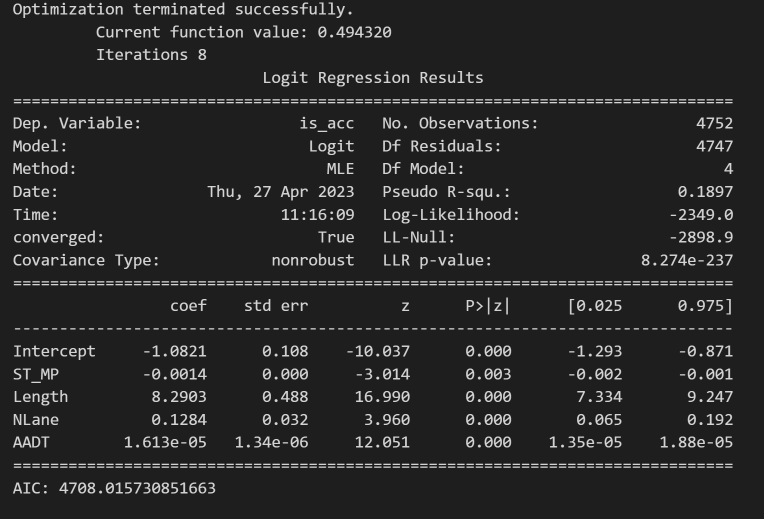 Optimization terminated successfully.
         Current function value: 0.494320
         Iterations 8
                           Logit Regression Results
==============================================================================
Dep. Variable:                 is_acc   No. Observations:                 4752
Model:                          Logit   Df Residuals:                     4747
Method:                           MLE   Df Model:                            4
Date:                Thu, 27 Apr 2023   Pseudo R-squ.:                  0.1897
Time:                        11:16:09   Log-Likelihood:                -2349.0
converged:                       True   LL-Null:                       -2898.9
Covariance Type:            nonrobust   LLR p-value:                8.274e-237
==============================================================================
                 coef    std err          z      P>|z|      [0.025      0.975]
------------------------------------------------------------------------------
Intercept     -1.0821      0.108    -10.037      0.000      -1.293      -0.871
ST_MP         -0.0014      0.000     -3.014      0.003      -0.002      -0.001
Length         8.2903      0.488     16.990      0.000       7.334       9.247
NLane          0.1284      0.032      3.960      0.000       0.065       0.192
AADT        1.613e-05   1.34e-06     12.051      0.000    1.35e-05    1.88e-05
==============================================================================
AIC: 4708.015730851663